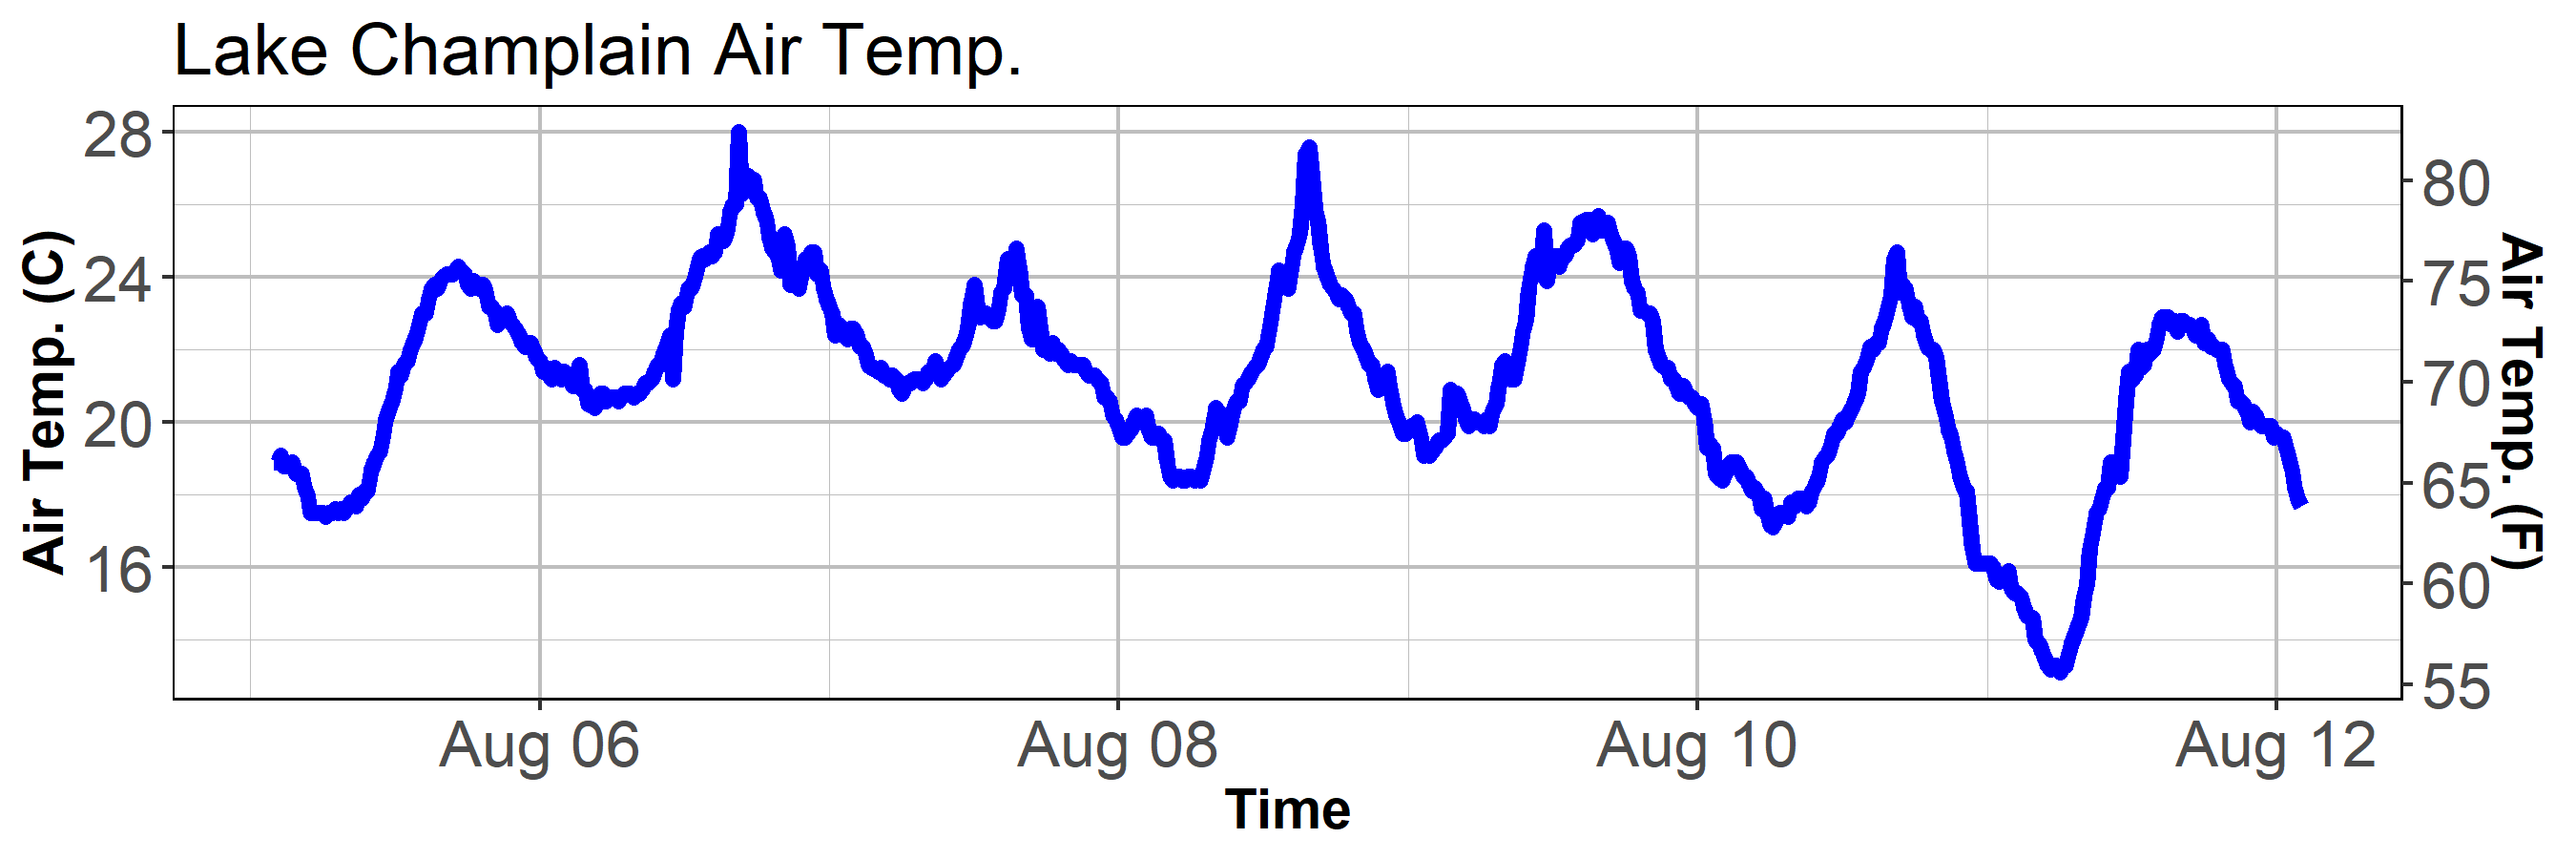 Lake Champlain Air Temp.
28
24
20
16
Air Temp. (C)
80
75
70
65
60
55
Air Temp. (F)
Aug 06
Aug 08
Aug 10
Aug 12
Time